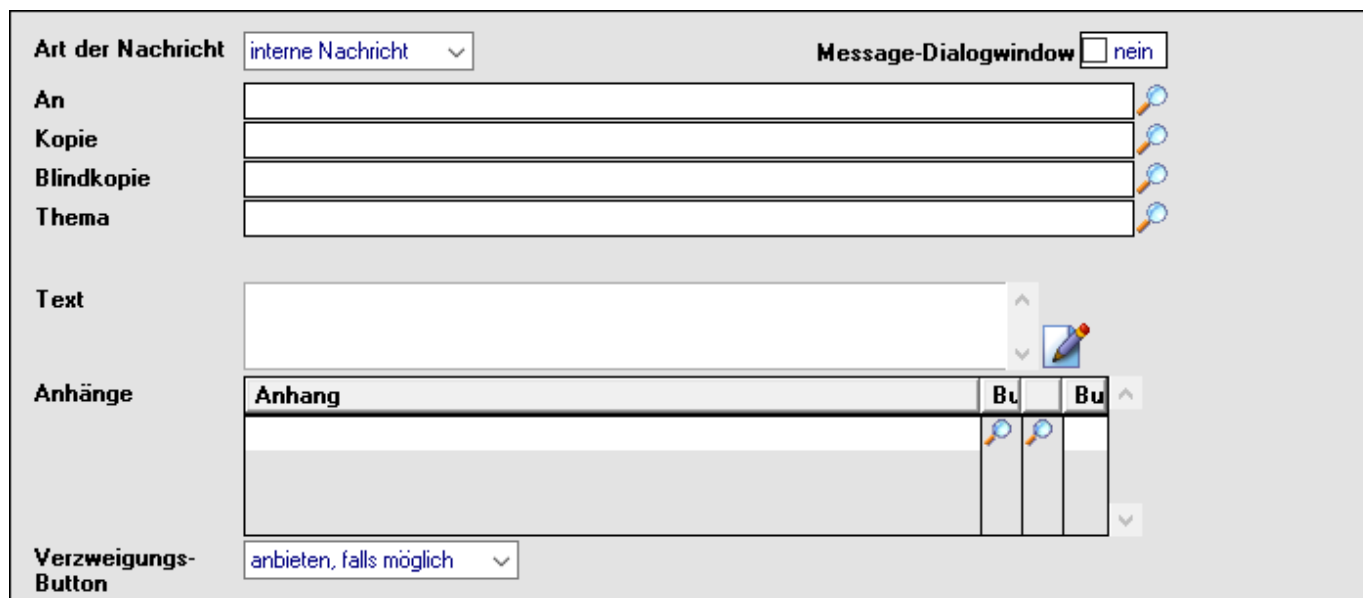 Art der Nachricht interne Nachricht Message-Dialogwindow nein
An
Kopie
Blindkopie
Thema
Text
Anhänge Anhang Bu Bu
Verzweigungs- anbieten, falls möglich
Button